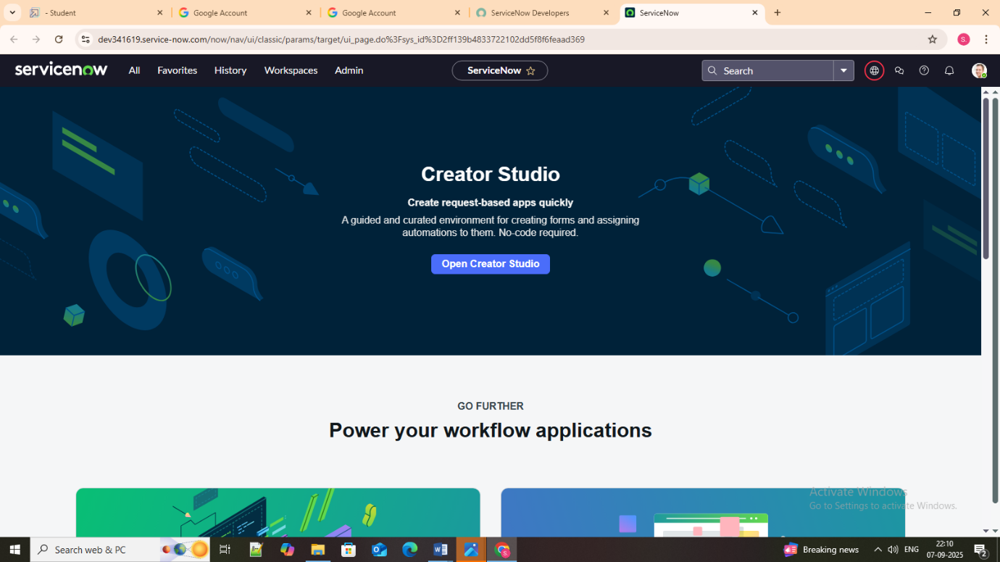 - Student
Google Account
Google Account
ServiceNow Developers
ServiceNow
dev341619.service-now.com/now/nav/ui/classic/params/target/ui_page.do%3Fsys_id%3D2ff139b4833722102dd5f8f6feaad369
S.
servicenow
All
Favorites
History
Workspaces
Admin
ServiceNow
Search
Creator Studio
Create request-based apps quickly
A guided and curated environment for creating forms and assigning
automations to them. No-code required.
Open Creator Studio
GO FURTHER
Power your workflow applications
Activate Windows
Go to Settings to activate Windows.
Search web & PC
Breaking news
ENG
22:10
07-09-2025
2